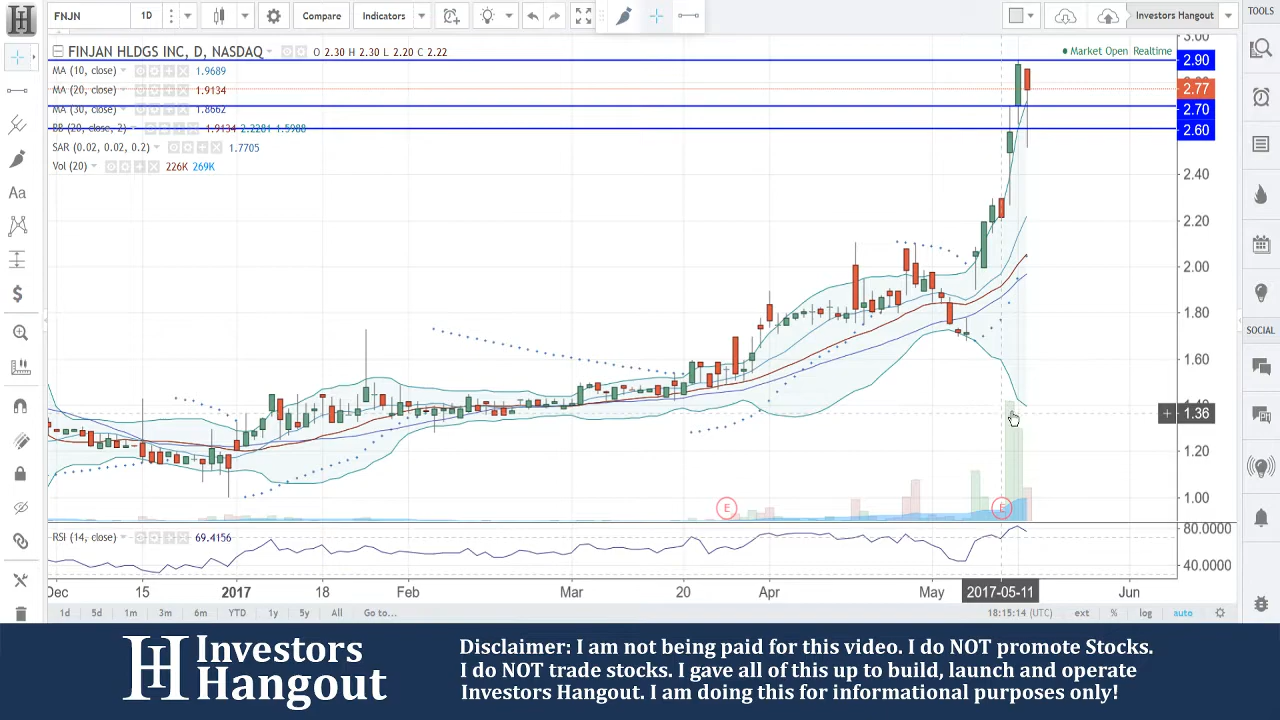 FNJN 1D Compare Indicators Investors Hangout TOOLS
FINJAN HLDGS INC, D, NASDAQ O 2.30 H 2.30 L 2.20 C 2.22
Market Open Realtime
MA (10, close) 1.9689
MA (20, close) 1.9134
MA (30, close) 1.8662
BB (20, close, 2) 1.9134 2.2281 1.5988
SAR (0.02, 0.02, 0.2) 1.7705
Vol (20) 226K 269K
3.00
2.90
2.77
2.70
2.60
2.40
2.20
2.00
1.80
1.60
1.36
1.20
1.00
SOCIAL
Aa
$
E E
RSI (14, close) 69.4156
80.0000
40.0000
Dec 15 2017 18 Feb Mar 20 Apr May 2017-05-11 Jun
1d 5d 1m 3m 6m YTD 1y 5y All Go to... 18:15:14 (UTC) ext % log auto
Investors
Hangout
Disclaimer: I am not being paid for this video. I do NOT promote Stocks.
I do NOT trade stocks. I gave all of this up to build, launch and operate
Investors Hangout. I am doing this for informational purposes only!